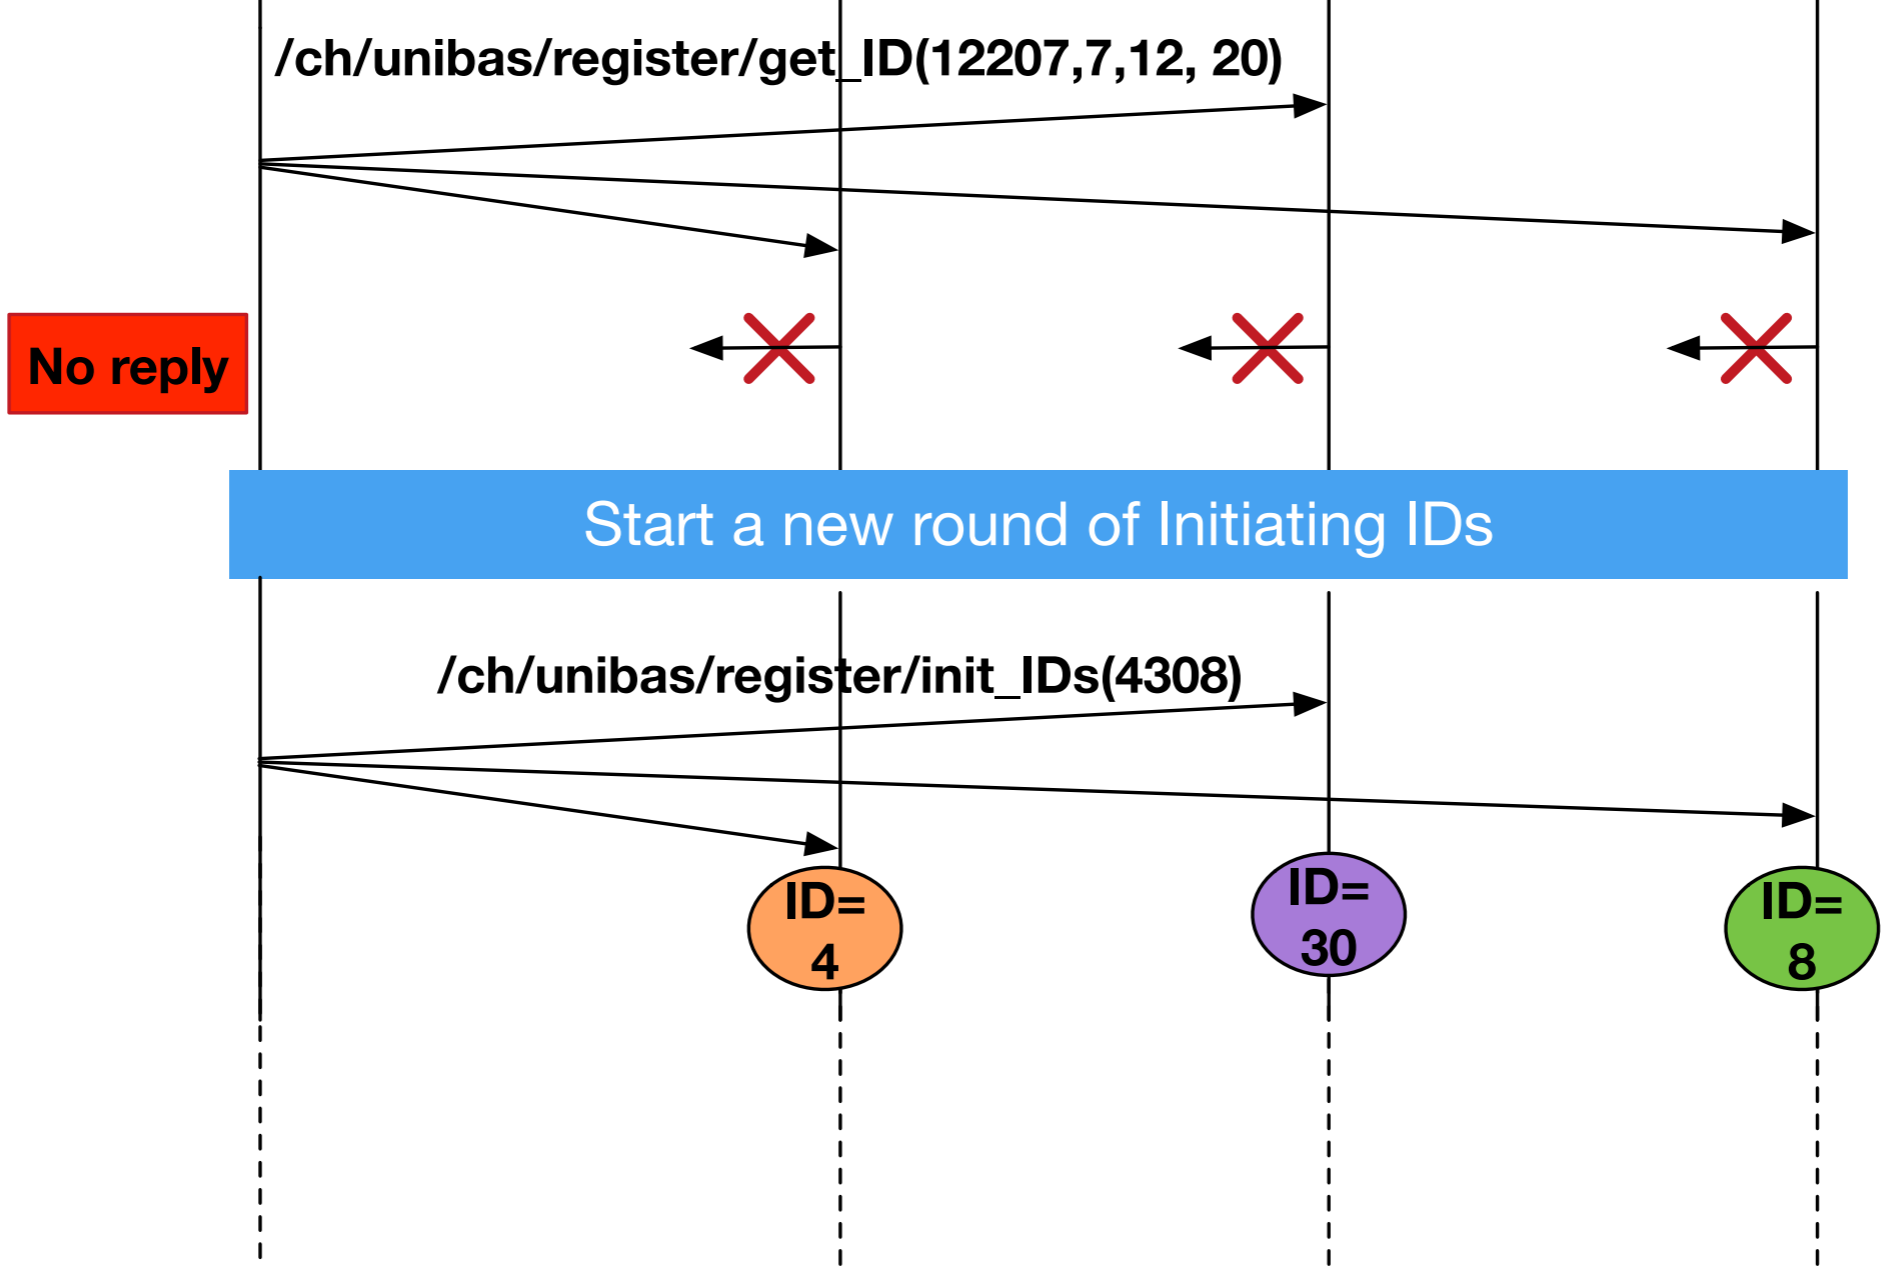 /ch/unibas/register/get_ID(12207,7,12, 20)
No reply
Start a new round of Initiating IDs
/ch/unibas/register/init_IDs(4308)
ID=
4
ID=
30
ID=
8